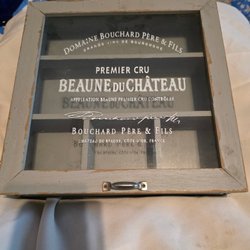 DOMAINE BOUCHARD PÈRE & FILS
GRANDS VINS DE BOURGOGNE
PREMIER CRU
BEAUNE DU CHÂTEAU
APPELLATION BEAUNE PREMIER CRU CONTRÔLÉE
BOUCHARD PÈRE & FILS
CHÂTEAU DE BEAUNE, CÔTE-D'OR, FRANCE